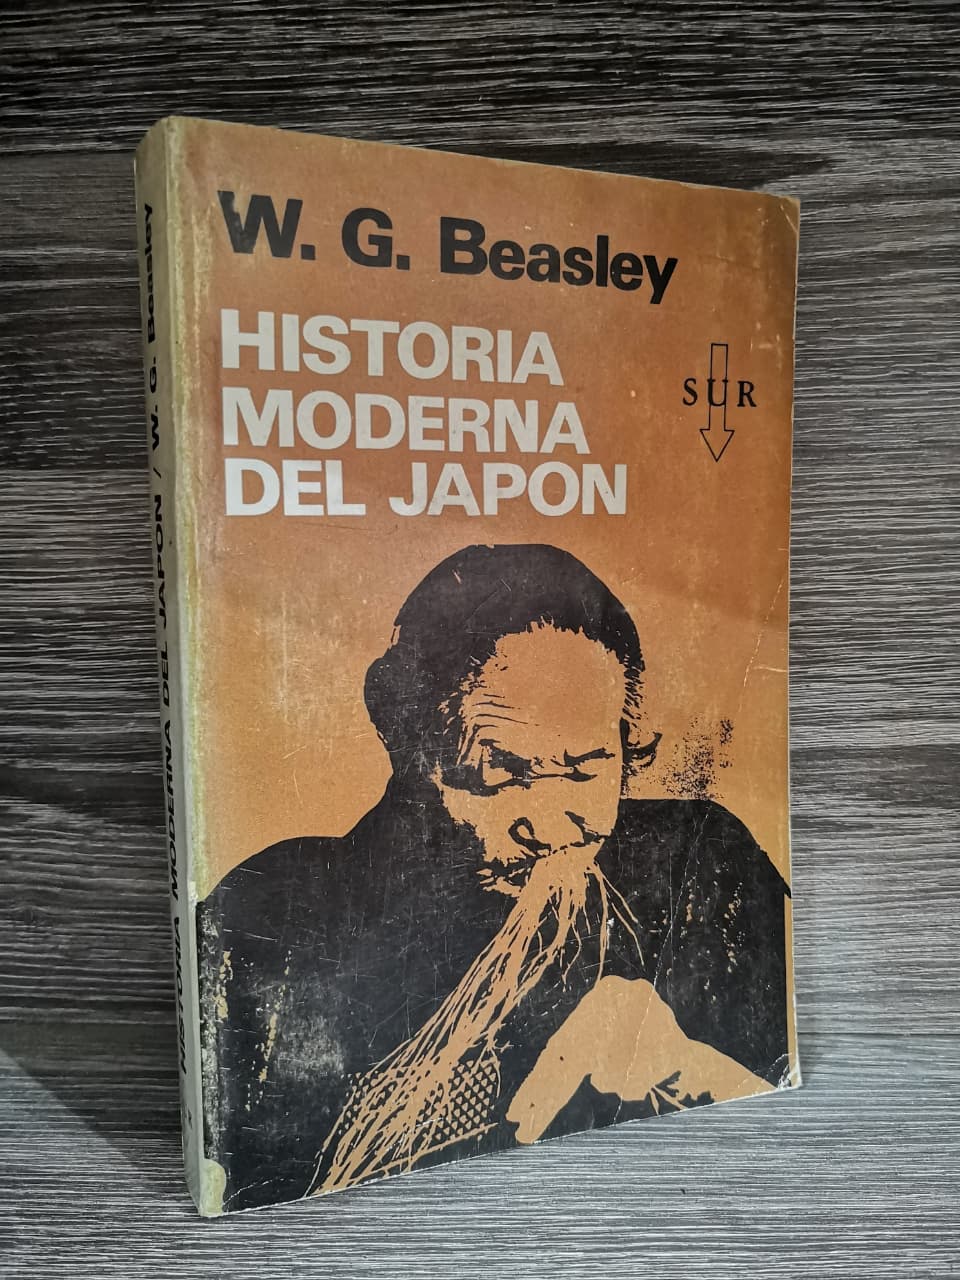 W. G. Beasley
HISTORIA
MODERNA
DEL JAPON
SUR
HISTORIA MODERNA DEL JAPON / W. G. Beasley